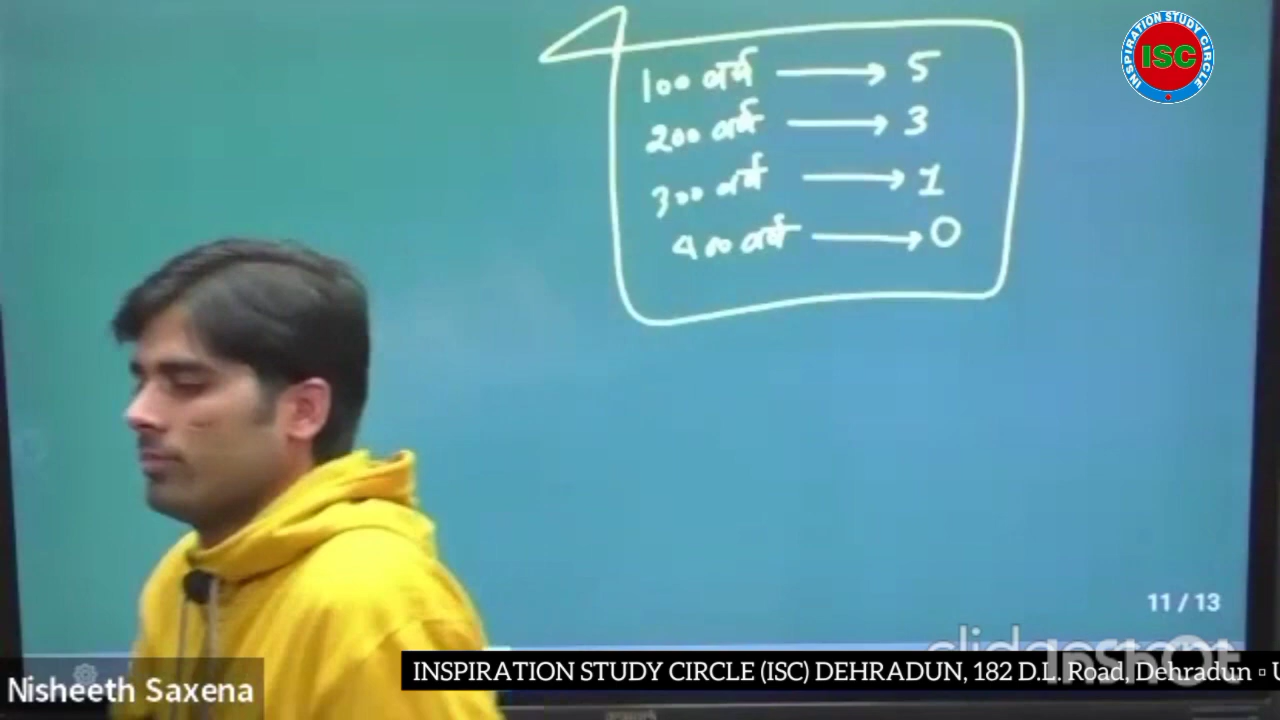 100 वर्ष → 5
200 वर्ष → 3
300 वर्ष → 1
400 वर्ष → 0
INSPIRATION STUDY CIRCLE
ISC
11 / 13
Nisheeth Saxena
INSPIRATION STUDY CIRCLE (ISC) DEHRADUN, 182 D.L. Road, Dehradun ▫ U